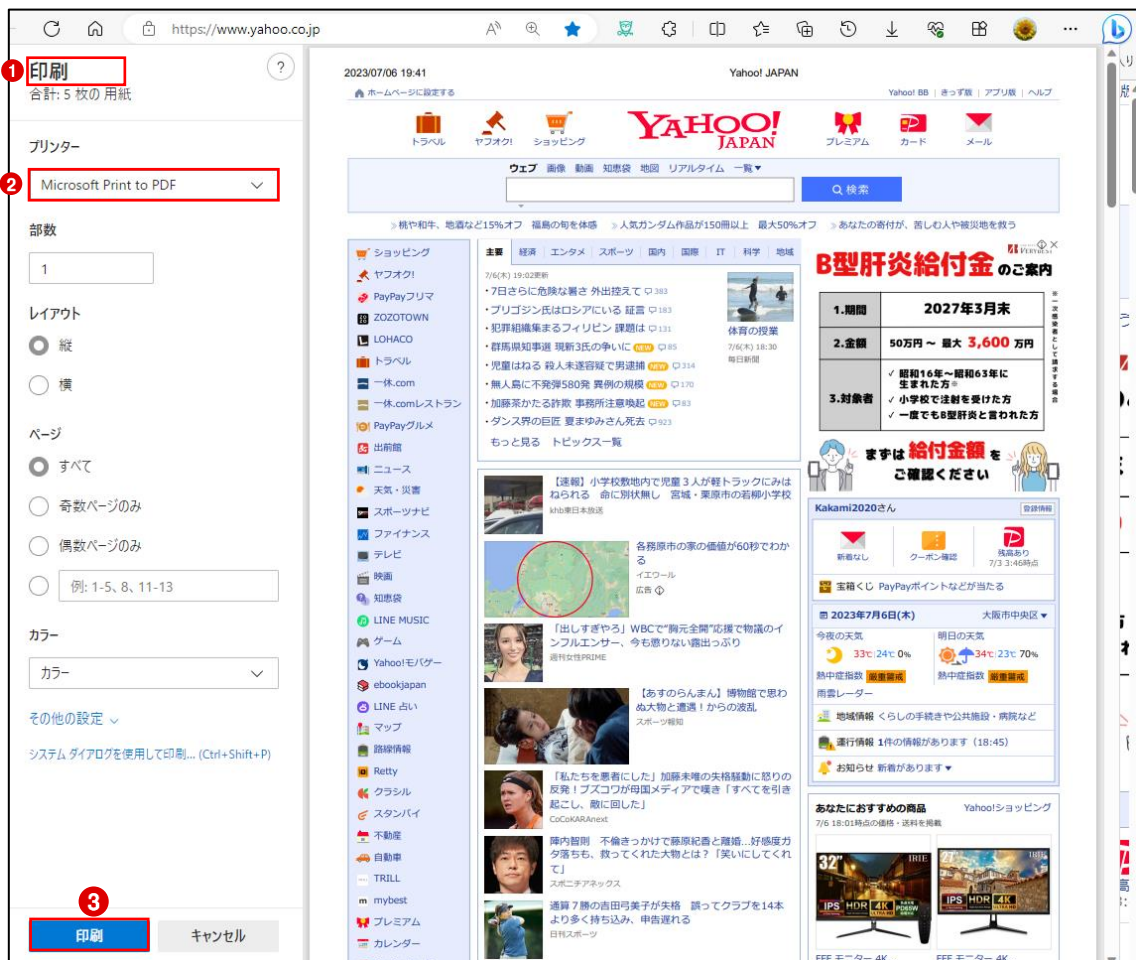 https://www.yahoo.co.jp
1 印刷
合計: 5 枚の 用紙
?
プリンター
2 Microsoft Print to PDF
部数
1
レイアウト
縦
横
ページ
すべて
奇数ページのみ
偶数ページのみ
例: 1-5、8、11-13
カラー
カラー
その他の設定
システム ダイアログを使用して印刷... (Ctrl+Shift+P)
3
印刷
キャンセル
2023/07/06 19:41
Yahoo! JAPAN
ホームページに設定する
Yahoo! BB | きっず版 | アプリ版 | ヘルプ
トラベル
ヤフオク!
ショッピング
YAHOO!
JAPAN
プレミアム
カード
メール
ウェブ 画像 動画 知恵袋 地図 リアルタイム 一覧▼
検索
桃や和牛、地酒など15%オフ 福島の旬を体感
人気ガンダム作品が150冊以上 最大50%オフ
あなたの寄付が、苦しむ人や被災地を救う
ショッピング
ヤフオク!
PayPayフリマ
ZOZOTOWN
LOHACO
トラベル
一休.com
一休.comレストラン
PayPayグルメ
出前館
ニュース
天気・災害
スポーツナビ
ファイナンス
テレビ
映画
知恵袋
LINE MUSIC
ゲーム
Yahoo!モバゲー
ebookjapan
LINE 占い
マップ
路線情報
Retty
クラシル
スタンバイ
不動産
自動車
TRILL
mybest
プレミアム
カレンダー
主要 経済 エンタメ スポーツ 国内 国際 IT 科学 地域
7/6(木) 19:02更新
・7日さらに危険な暑さ 外出控えて 383
・プリゴジン氏はロシアにいる 証言 183
・犯罪組織集まるフィリピン 課題は 131
・群馬県知事選 現新3氏の争いに NEW 85
・児童はねる 殺人未遂容疑で男逮捕 NEW 314
・無人島に不発弾580発 異例の規模 NEW 170
・加藤茶かたる詐欺 事務所注意喚起 NEW 83
・ダンス界の巨匠 夏まゆみさん死去 923
もっと見る トピックス一覧
体育の授業
7/6(木) 18:30
毎日新聞
【速報】小学校敷地内で児童３人が軽トラックにみは
ねられる 命に別状無し 宮城・栗原市の若柳小学校
khb東日本放送
各務原市の家の価値が60秒でわか
る
イエウール
広告
「出しすぎやろ」WBCで“胸元全開”応援で物議のイ
ンフルエンサー、今も懲りない露出っぷり
週刊女性PRIME
【あすのらんまん】博物館で思わ
ぬ大物と遭遇！からの波乱
スポーツ報知
「私たちを悪者にした」加藤未唯の失格騒動に怒りの
反発！ブズコワが母国メディアで嘆き「すべてを引き
起こし、敵に回した」
CoCoKARAnext
陣内智則 不倫きっかけで藤原紀香と離婚...好感度ガ
タ落ちも、救ってくれた大物とは？「笑いにしてくれ
て」
スポニチアネックス
通算７勝の吉田弓美子が失格 誤ってクラブを14本
より多く持ち込み、申告遅れる
日刊スポーツ
B型肝炎給付金 のご案内
1.期間 2027年3月末
2.金額 50万円～ 最大 3,600 万円
3.対象者
✓ 昭和16年～昭和63年に
生まれた方※
✓ 小学校で注射を受けた方
✓ 一度でもB型肝炎と言われた方
※一次感染者として請求する場合
まずは 給付金額 を
ご確認ください
Kakami2020さん
登録情報
新着なし
クーポン確認
残高あり
7/3 3:46時点
宝箱くじ PayPayポイントなどが当たる
2023年7月6日(木)
大阪市中央区▼
今夜の天気
33℃ 24℃ 0%
熱中症指数 厳重警戒
明日の天気
34℃ 23℃ 70%
熱中症指数 厳重警戒
雨雲レーダー
地域情報 くらしの手続きや公共施設・病院など
運行情報 1件の情報があります（18:45）
お知らせ 新着があります▼
あなたにおすすめの商品
Yahoo!ショッピング
7/6 18:01時点の価格・送料を掲載
32" IRIE
IPS HDR 4K
27" IRIE
IPS HDR 4K
FFF モニター 4K
FFF モニター 4K